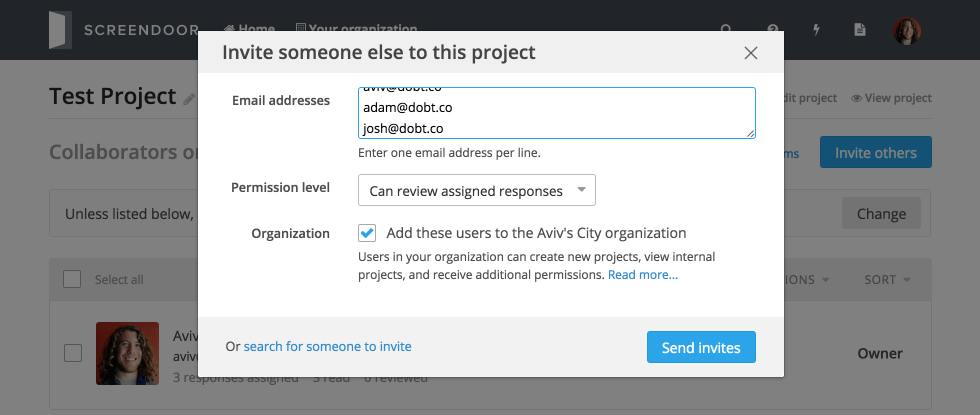 SCREENDOOR
Home
Your organization
Invite someone else to this project
Test Project
dit project
View project
Email addresses
aviv@dobt.co
adam@dobt.co
josh@dobt.co
Enter one email address per line.
Collaborators on
ms
Invite others
Permission level
Can review assigned responses
Unless listed below,
Change
Organization
Add these users to the Aviv's City organization
Users in your organization can create new projects, view internal
projects, and receive additional permissions. Read more...
Select all
IONS
SORT
Or search for someone to invite
Send invites
Aviv
aviv
Owner
3 responses assigned
3 read
0 reviewed